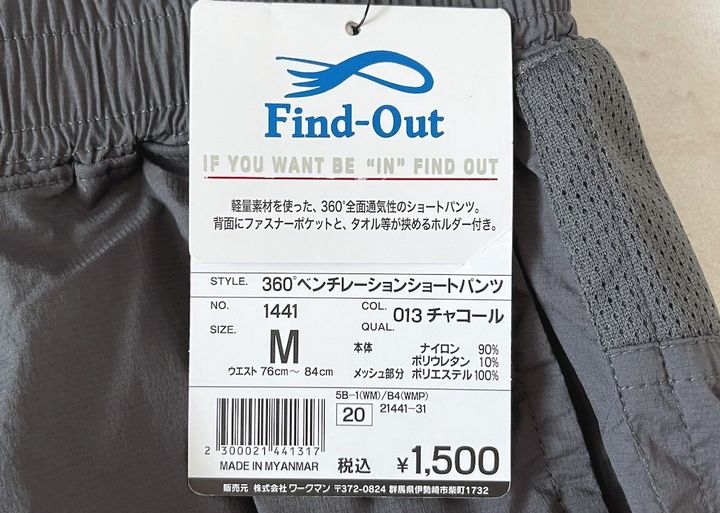 Find-Out
IF YOU WANT BE “IN” FIND OUT
軽量素材を使った、360°全面通気性のショートパンツ。
背面にファスナーポケットと、タオル等が挟めるホルダー付き。
STYLE. 360°ベンチレーションショートパンツ
NO. 1441 COL. 013 チャコール
SIZE. M QUAL.
ウエスト 76cm～84cm
本体 ナイロン 90%
ポリウレタン 10%
メッシュ部分 ポリエステル 100%
5B-1(WM)/B4(WMP)
20 21441-31
2 300021 441317
MADE IN MYANMAR 税込 ¥1,500
販売元 株式会社 ワークマン 〒372-0824 群馬県伊勢崎市柴町1732